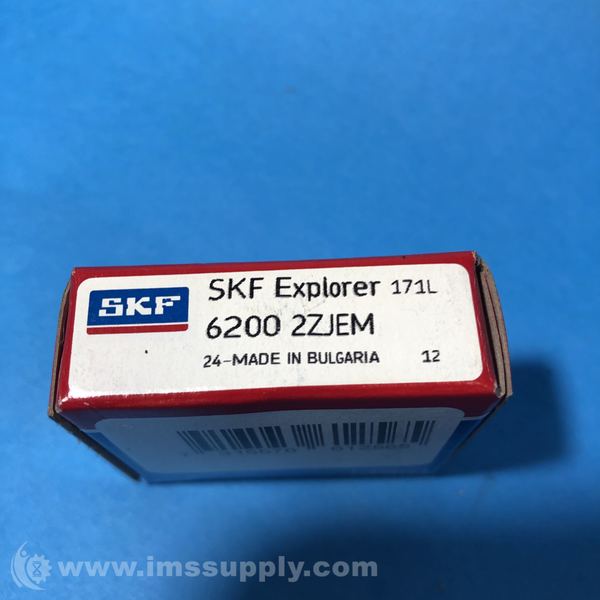 SKF
SKF Explorer 171L
6200 2ZJEM
24-MADE IN BULGARIA 12
www.imssupply.com